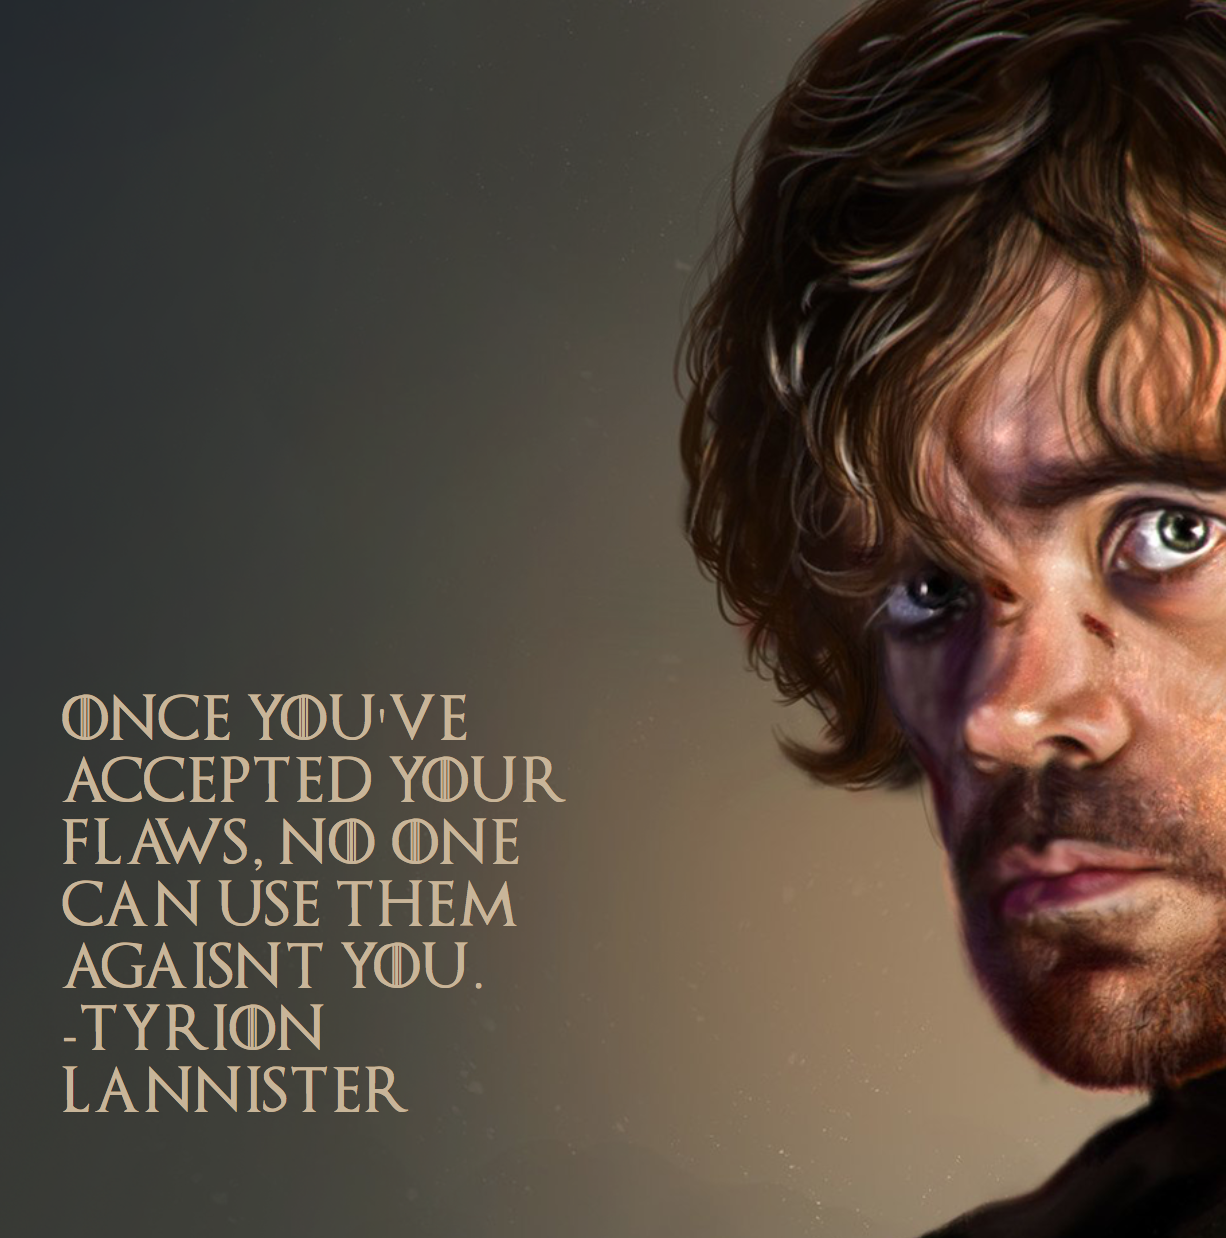 ONCE YOU'VE
ACCEPTED YOUR
FLAWS, NO ONE
CAN USE THEM
AGAISNT YOU.
-TYRION
LANNISTER